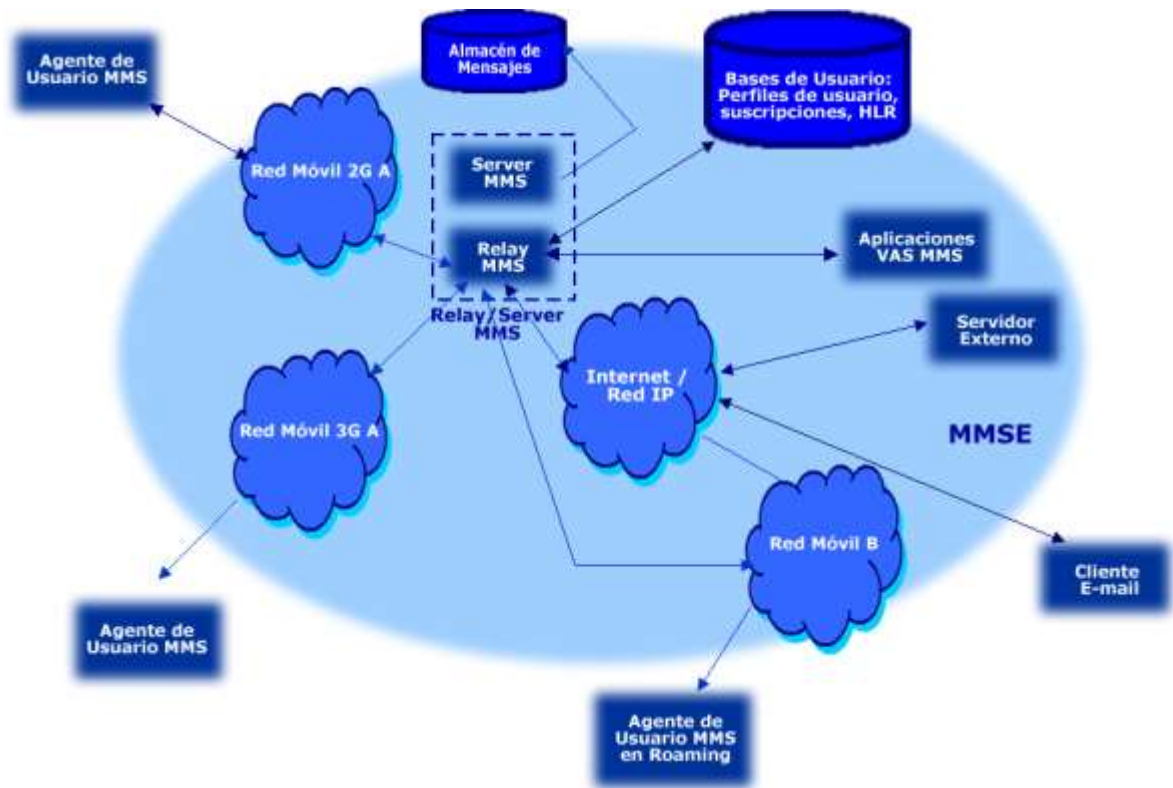 Agente de
Usuario MMS
Almacén de
Mensajes
Bases de Usuario:
Perfiles de usuario,
suscripciones, HLR
Red Móvil 2G A
Server
MMS
Relay
MMS
Relay/Server
MMS
Aplicaciones
VAS MMS
Servidor
Externo
Internet /
Red IP
Red Móvil 3G A
MMSE
Red Móvil B
Cliente
E-mail
Agente de
Usuario MMS
Agente de
Usuario MMS
en Roaming